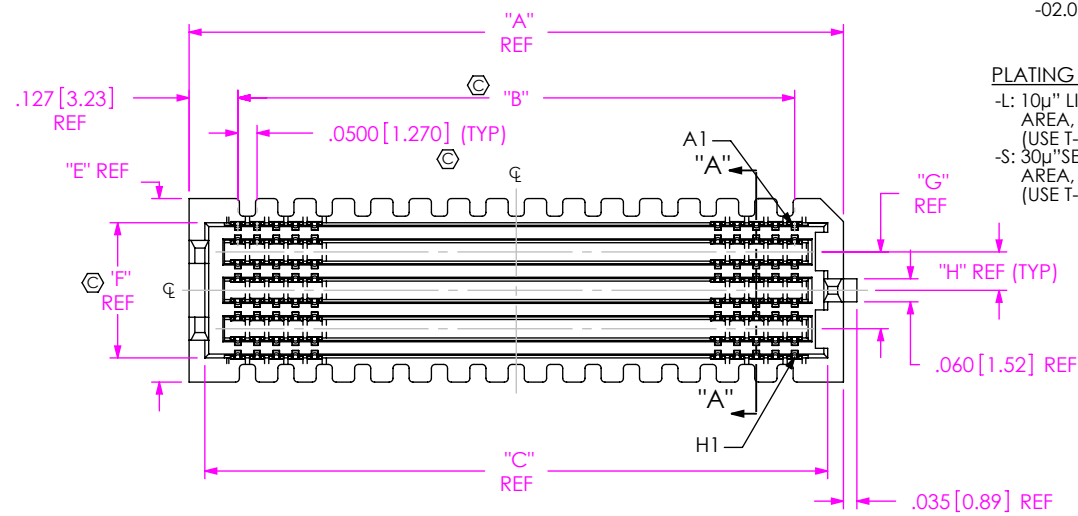 -02.0
"A"
REF
"B"
C
.127 [3.23]
REF
.0500 [1.270] (TYP)
C
PLATING
-L: 10µ" LI
AREA,
(USE T-
-S: 30µ"SE
AREA,
(USE T-
A1
"A"
"E" REF
℄
"G"
REF
"H" REF (TYP)
C
"F"
REF
℄
.060 [1.52] REF
"A"
H1
"C"
REF
.035 [0.89] REF